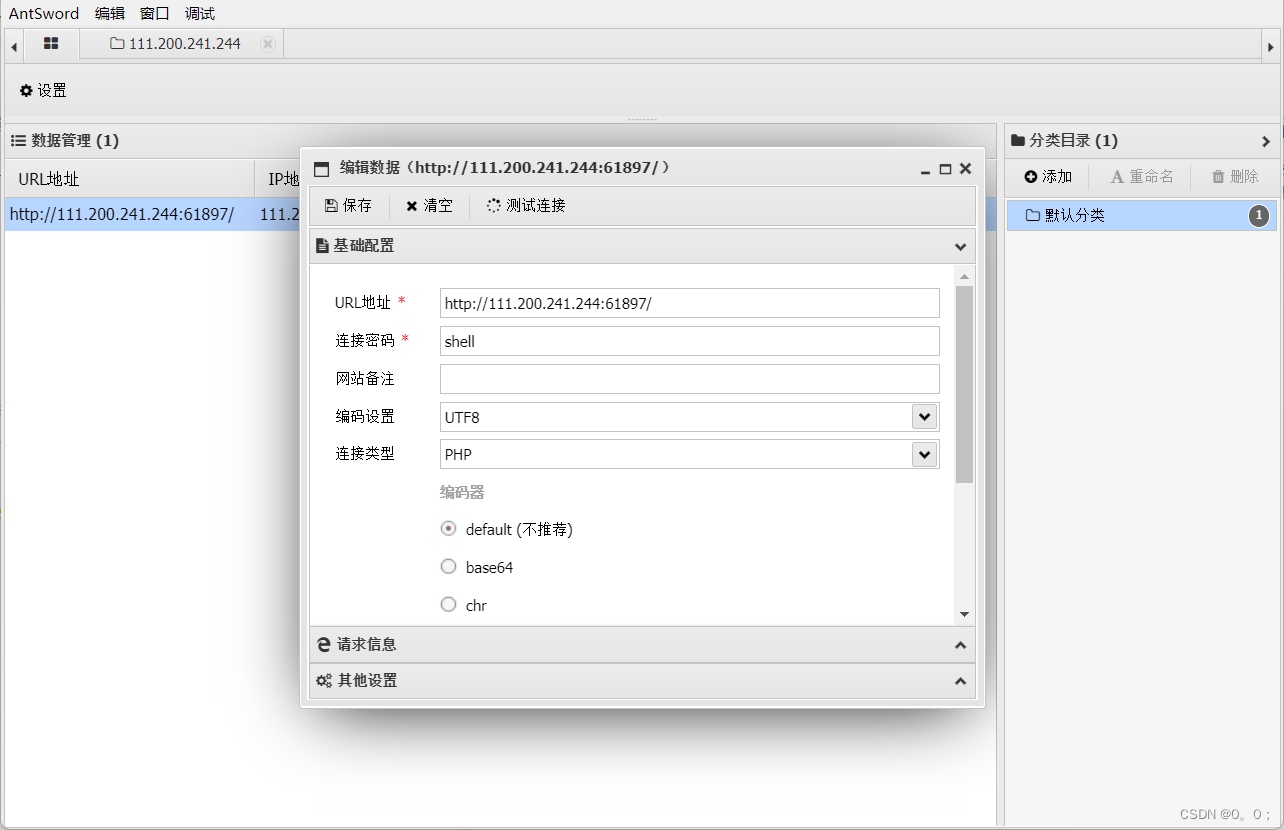 AntSword 编辑 窗口 调试
111.200.241.244
设置
数据管理 (1)
URL地址 IP地
http://111.200.241.244:61897/ 111.2
编辑数据（http://111.200.241.244:61897/）
保存 清空 测试连接
基础配置
URL地址 * http://111.200.241.244:61897/
连接密码 * shell
网站备注
编码设置 UTF8
连接类型 PHP
编码器
default (不推荐)
base64
chr
请求信息
其他设置
分类目录 (1)
添加 重命名 删除
默认分类 1
CSDN @0。0；